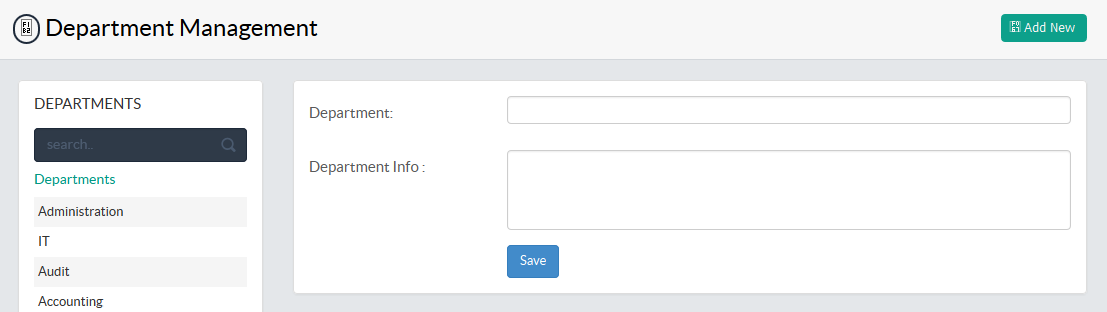 Department Management
Add New
DEPARTMENTS
search..
Departments
Administration
IT
Audit
Accounting
Department:
Department Info :
Save